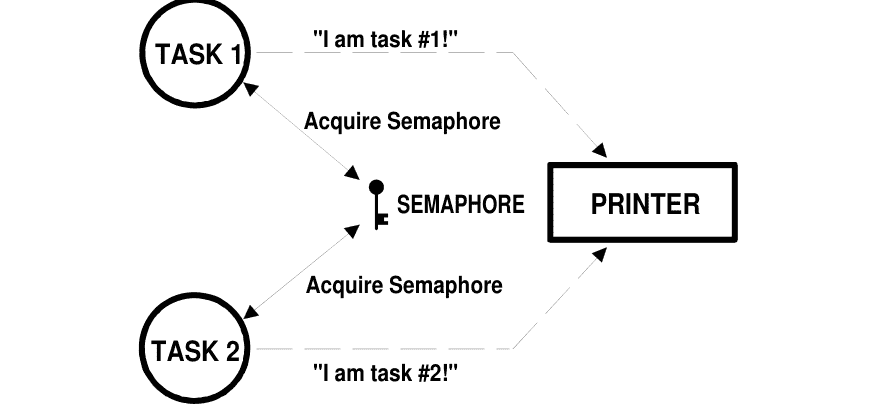 "I am task #1!"
TASK 1
Acquire Semaphore
SEMAPHORE
PRINTER
Acquire Semaphore
TASK 2
"I am task #2!"